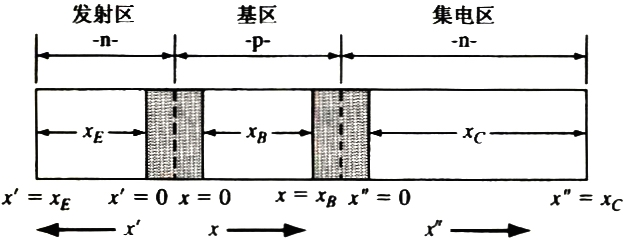 发射区 基区 集电区
-n- -p- -n-
x_E x_B x_C
x′ = x_E x′ = 0 x = 0 x = x_B x″ = 0 x″ = x_C
x′ x x″